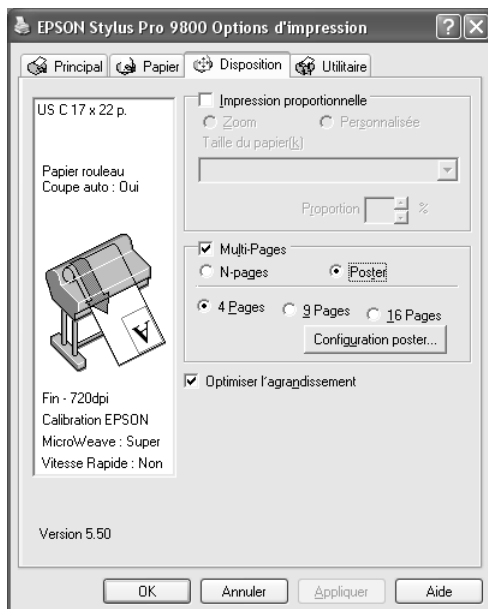 EPSON Stylus Pro 9800 Options d'impression
Principal Papier Disposition Utilitaire
US C 17 x 22 p.
Papier rouleau
Coupe auto : Oui
A
Fin - 720dpi
Calibration EPSON
MicroWeave : Super
Vitesse Rapide : Non
Version 5.50
Impression proportionnelle
Zoom Personnalisée
Taille du papier(k)
Proportion %
Multi-Pages
N-pages Poster
4 Pages 9 Pages 16 Pages
Configuration poster...
Optimiser l'agrandissement
OK Annuler Appliquer Aide